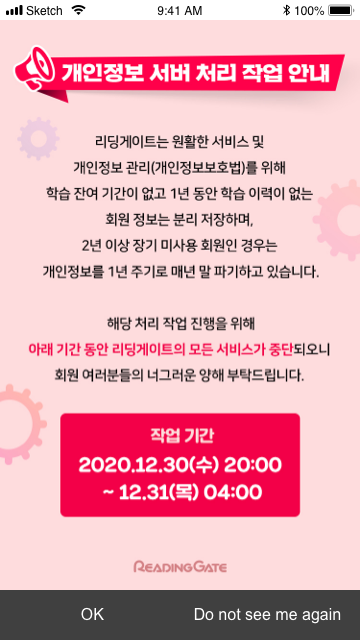 Sketch 9:41 AM 100%
개인정보 서버 처리 작업 안내
리딩게이트는 원활한 서비스 및
개인정보 관리(개인정보보호법)를 위해
학습 잔여 기간이 없고 1년 동안 학습 이력이 없는
회원 정보는 분리 저장하며,
2년 이상 장기 미사용 회원인 경우는
개인정보를 1년 주기로 매년 말 파기하고 있습니다.
해당 처리 작업 진행을 위해
아래 기간 동안 리딩게이트의 모든 서비스가 중단되오니
회원 여러분들의 너그러운 양해 부탁드립니다.
작업 기간
2020.12.30(수) 20:00
~ 12.31(목) 04:00
READINGGATE
OK Do not see me again